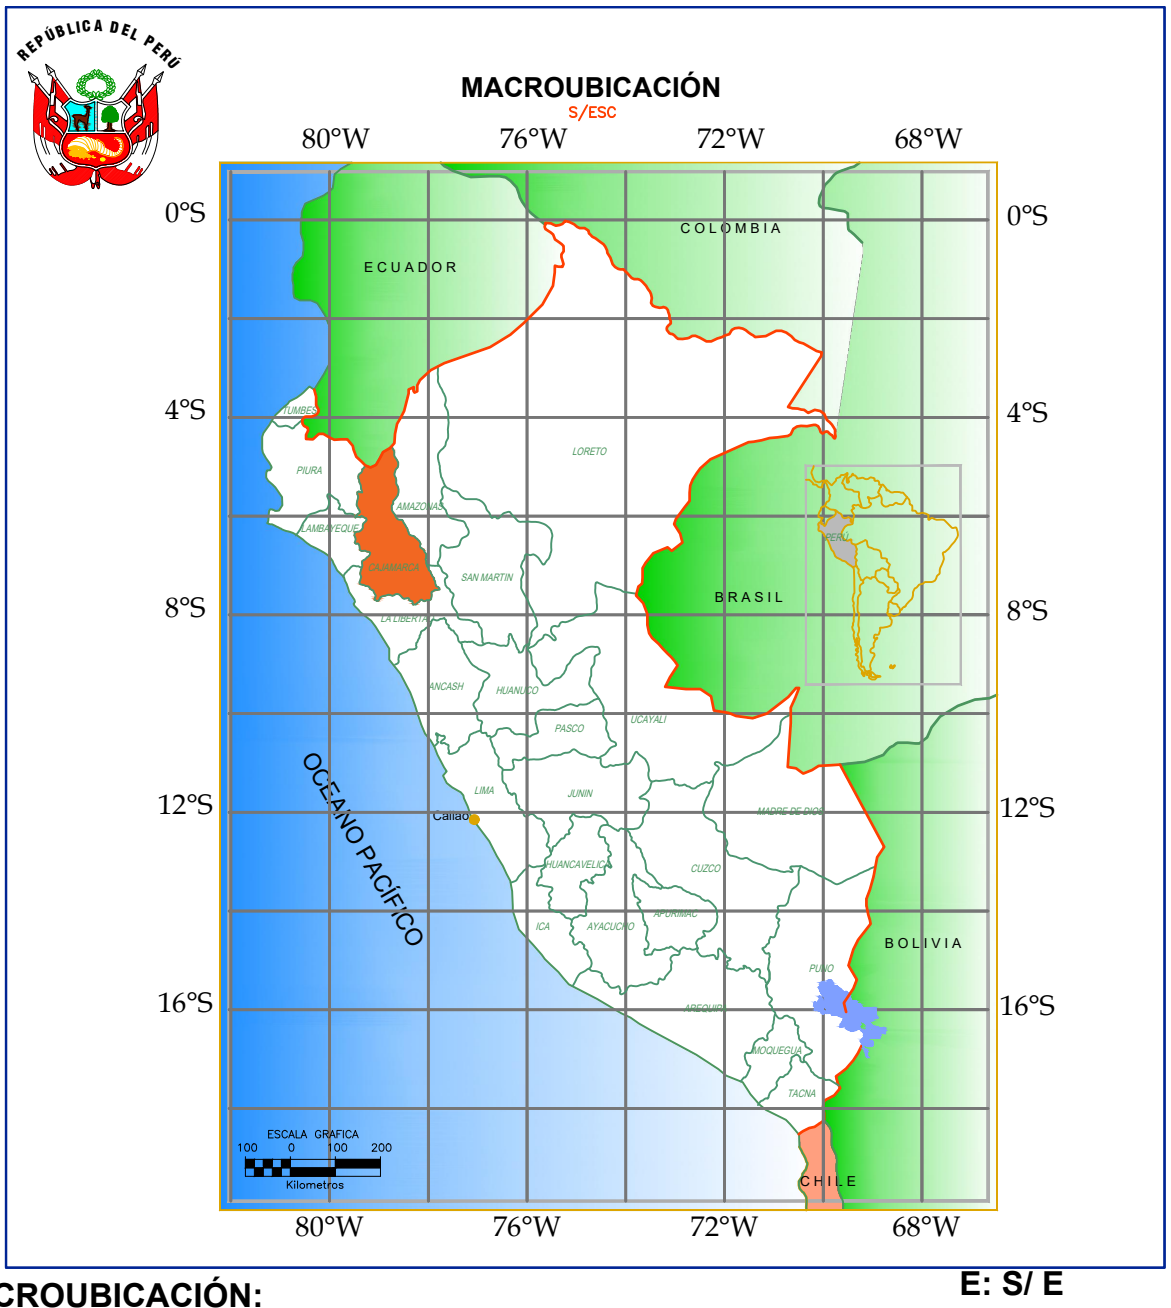 REPÚBLICA DEL PERÚ
MACROUBICACIÓN
S/ESC
80°W 76°W 72°W 68°W
0°S 0°S
COLOMBIA
ECUADOR
4°S 4°S
TUMBES
LORETO
PIURA
AMAZONAS
LAMBAYEQUE
PERÚ
CAJAMARCA
SAN MARTIN
BRASIL
8°S 8°S
LA LIBERTA
ANCASH
HUANUCO
UCAYALI
PASCO
OCEANO PACÍFICO
LIMA
JUNIN
12°S 12°S
MADRE DE DIOS
Callao
HUANCAVELICA
CUZCO
APURIMAC
ICA
AYACUCHO
BOLIVIA
PUNO
16°S 16°S
AREQUIPA
MOQUEGUA
TACNA
ESCALA GRAFICA
100 0 100 200
Kilometros
CHILE
80°W 76°W 72°W 68°W
E: S/ E
CROUBICACIÓN: